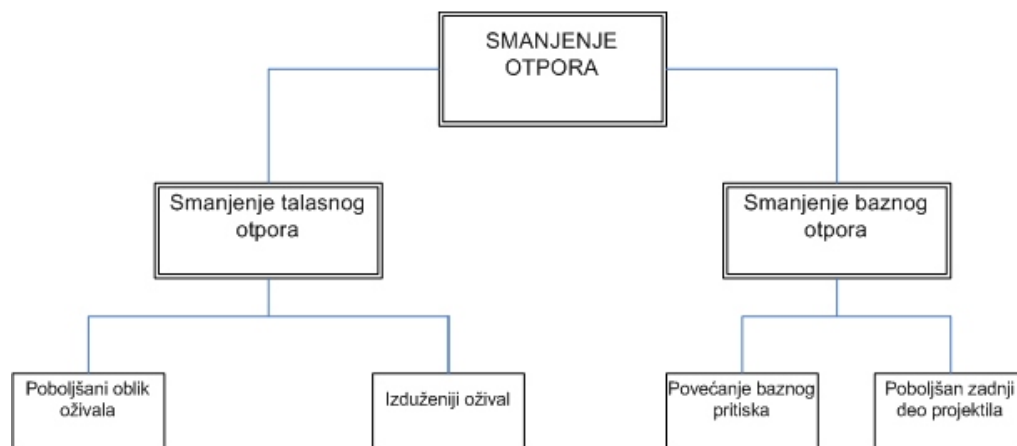 SMANJENJE
OTPORA
Smanjenje talasnog
otpora
Smanjenje baznog
otpora
Poboljšani oblik
oživala
Izduženiji ožival
Povećanje baznog
pritiska
Poboljšan zadnji
deo projektila